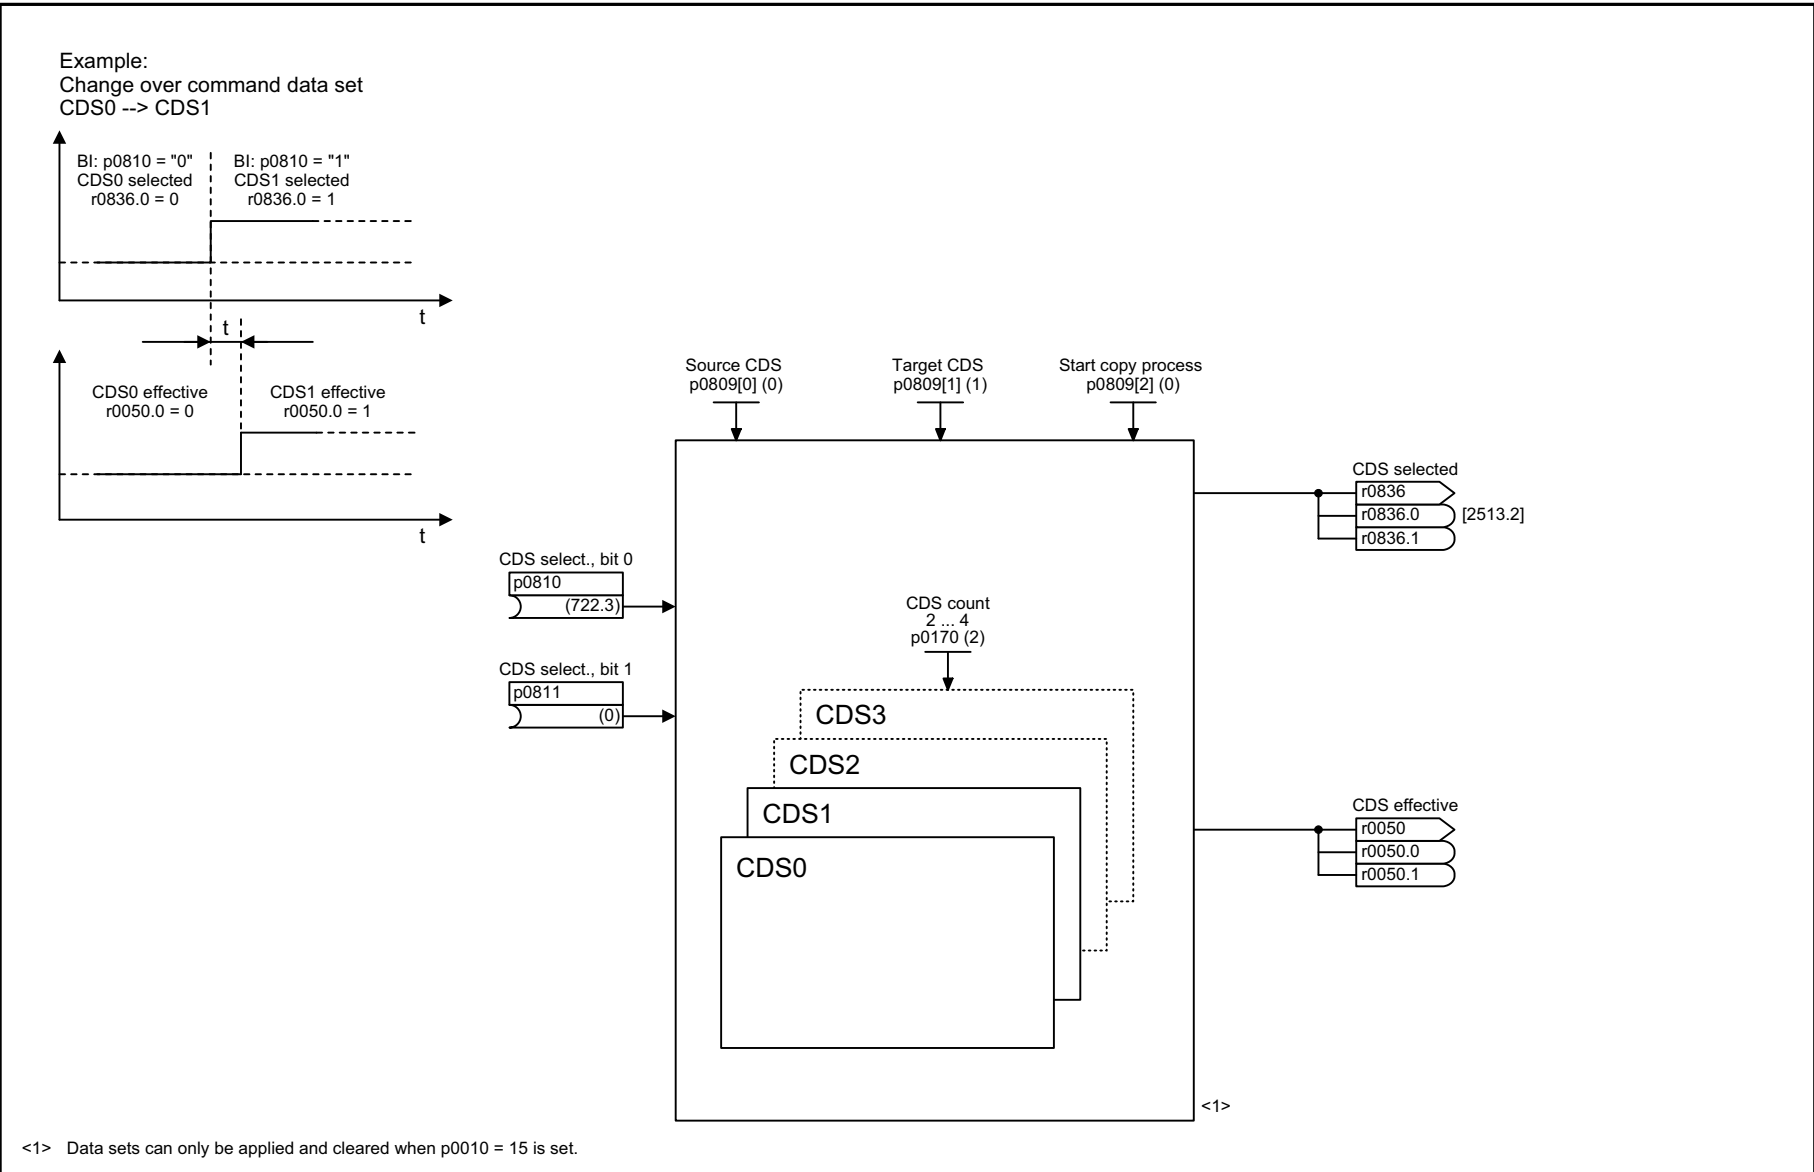 Example:
Change over command data set
CDS0 --> CDS1
BI: p0810 = "0"
CDS0 selected
r0836.0 = 0
BI: p0810 = "1"
CDS1 selected
r0836.0 = 1
t
t
CDS0 effective
r0050.0 = 0
CDS1 effective
r0050.0 = 1
t
Source CDS
p0809[0] (0)
Target CDS
p0809[1] (1)
Start copy process
p0809[2] (0)
CDS selected
r0836
r0836.0
[2513.2]
r0836.1
CDS select., bit 0
p0810
(722.3)
CDS select., bit 1
p0811
(0)
CDS count
2 ... 4
p0170 (2)
CDS3
CDS2
CDS1
CDS0
CDS effective
r0050
r0050.0
r0050.1
<1>
<1> Data sets can only be applied and cleared when p0010 = 15 is set.